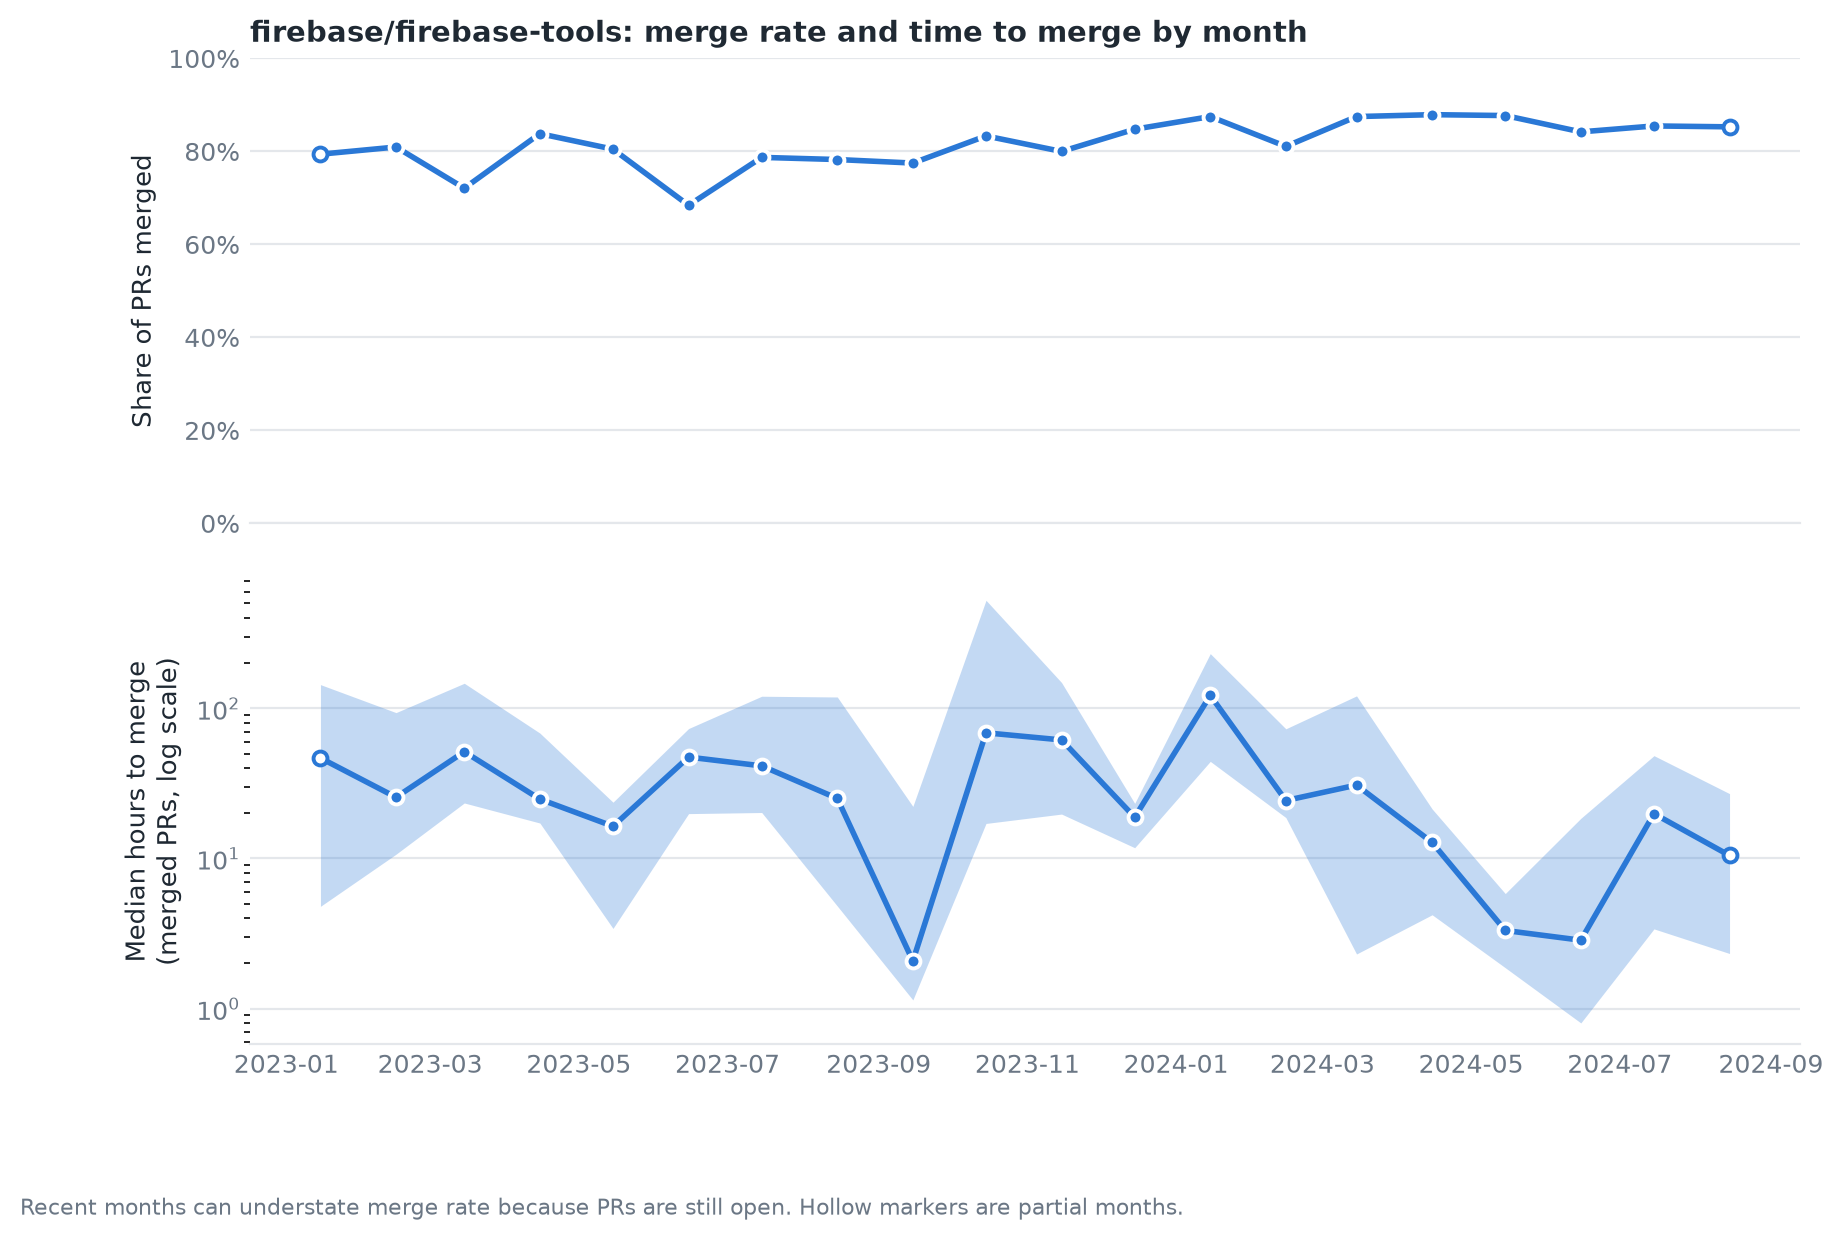 firebase/firebase-tools: merge rate and time to merge by month
100%
80%
60%
40%
20%
0%
Share of PRs merged
10²
10¹
10⁰
Median hours to merge
(merged PRs, log scale)
2023-01 2023-03 2023-05 2023-07 2023-09 2023-11 2024-01 2024-03 2024-05 2024-07 2024-09
Recent months can understate merge rate because PRs are still open. Hollow markers are partial months.